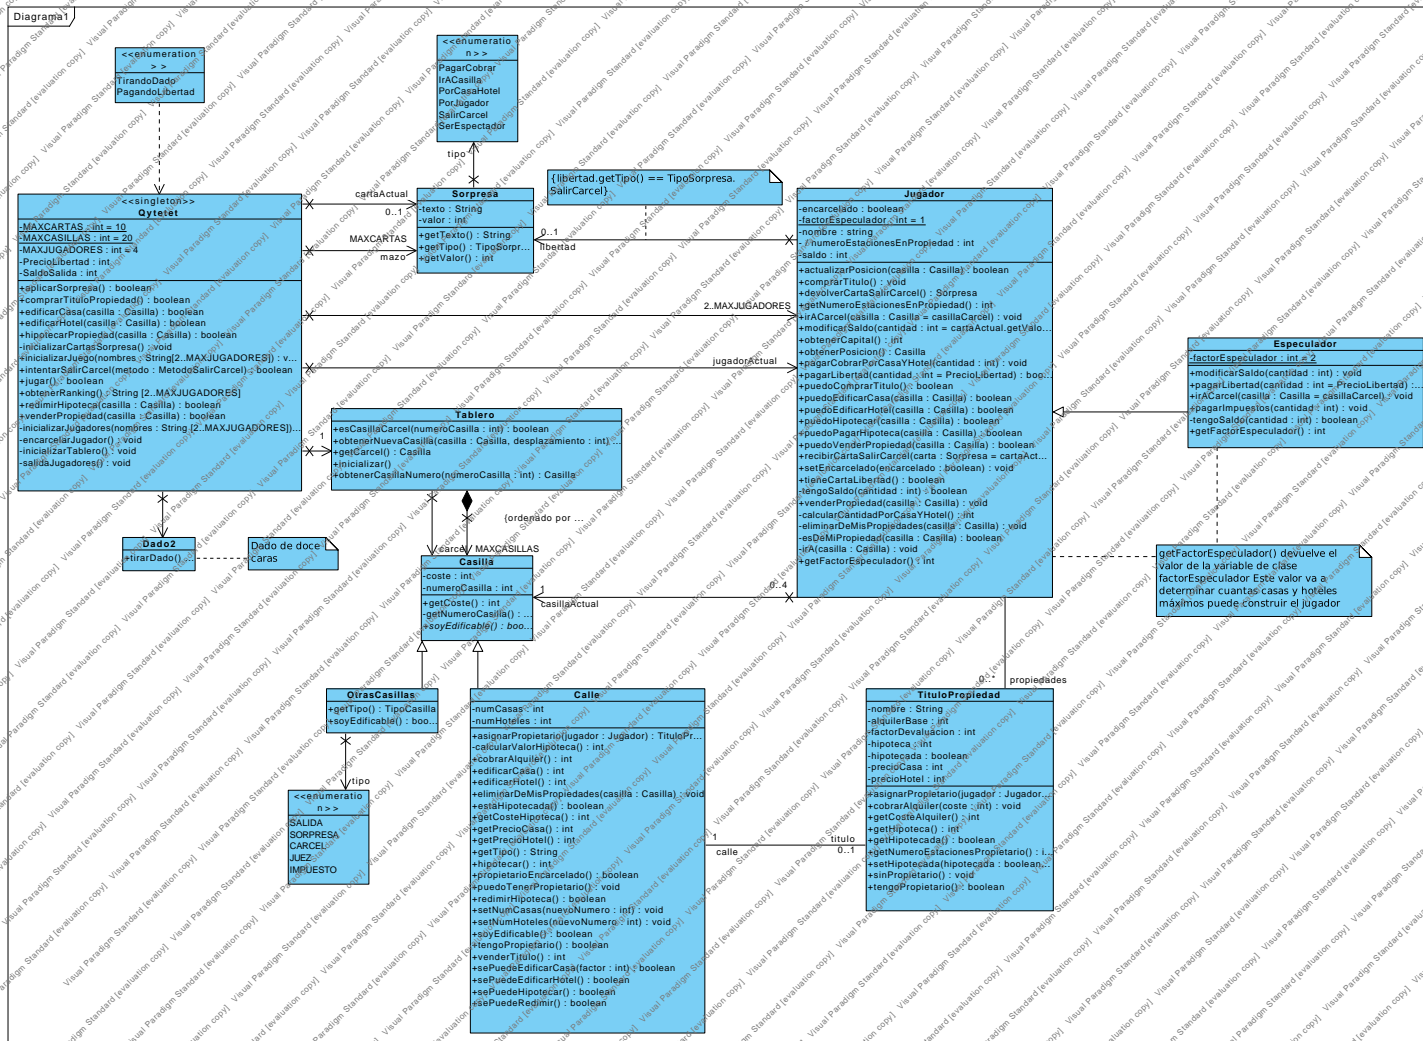 Diagrama1
<<enumeration
>>
TirandoDado
PagandoLibertad
<<enumeratio
n>>
PagarCobrar
IrACasilla
PorCasaHotel
PorJugador
SalirCarcel
SerEspectador
tipo
<<singleton>>
Qytetet
-MAXCARTAS : int = 10
-MAXCASILLAS : int = 20
-MAXJUGADORES : int = 4
-PrecioLibertad : int
-SaldoSalida : int
+aplicarSorpresa() : boolean
+comprarTituloPropiedad() : boolean
+edificarCasa(casilla : Casilla) : boolean
+edificarHotel(casilla : Casilla) : boolean
+hipotecarPropiedad(casilla : Casilla) : boolean
-inicializarCartasSorpresa() : void
+inicializarJuego(nombres : String[2..MAXJUGADORES]) : v...
+intentarSalirCarcel(metodo : MetodoSalirCarcel) : boolean
+jugar() : boolean
+obtenerRanking() : String [2..MAXJUGADORES]
+redimirHipoteca(casilla : Casilla) : boolean
+venderPropiedad(casilla : Casilla) : boolean
-inicializarJugadores(nombres : String [2..MAXJUGADORES])...
-encarcelarJugador() : void
-inicializarTablero() : void
-salidaJugadores() : void
cartaActual
0..1
MAXCARTAS
mazo
Sorpresa
-texto : String
-valor : int
+getTexto() : String
+getTipo() : TipoSorpr...
+getValor() : int
{libertad.getTipo() == TipoSorpresa.
SalirCarcel}
0..1
libertad
2..MAXJUGADORES
jugadorActual
Jugador
-encarcelado : boolean
-factorEspeculador : int = 1
-nombre : string
- / numeroEstacionesEnPropiedad : int
-saldo : int
+actualizarPosicion(casilla : Casilla) : boolean
+comprarTitulo() : void
+devolverCartaSalirCarcel() : Sorpresa
+getNumeroEstacionesEnPropiedad() : int
+irACarcel(casilla : Casilla = casillaCarcel) : void
+modificarSaldo(cantidad : int = cartaActual.getValo...
+obtenerCapital() : int
+obtenerPosicion() : Casilla
+pagarCobrarPorCasaYHotel(cantidad : int) : void
+pagarLibertad(cantidad : int = PrecioLibertad) : boo...
+puedoComprarTitulo() : boolean
+puedoEdificarCasa(casilla : Casilla) : boolean
+puedoEdificarHotel(casilla : Casilla) : boolean
+puedoHipotecar(casilla : Casilla) : boolean
+puedoPagarHipoteca(casilla : Casilla) : boolean
+puedoVenderPropiedad(casilla : Casilla) : boolean
+recibirCartaSalirCarcel(carta : Sorpresa = cartaAct...
+setEncarcelado(encarcelado : boolean) : void
+tieneCartaLibertad() : boolean
-tengoSaldo(cantidad : int) : boolean
+venderPropiedad(casilla : Casilla) : void
-calcularCantidadPorCasaYHotel() : int
-eliminarDeMisPropiedades(casilla : Casilla) : void
-esDeMiPropiedad(casilla : Casilla) : boolean
-irA(casilla : Casilla) : void
+getFactorEspeculador() : int
Especulador
-factorEspeculador : int = 2
+modificarSaldo(cantidad : int) : void
+pagarLibertad(cantidad : int = PrecioLibertad) :...
+irACarcel(casilla : Casilla = casillaCarcel) : void
+pagarImpuestos(cantidad : int) : void
-tengoSaldo(cantidad : int) : boolean
+getFactorEspeculador() : int
Tablero
+esCasillaCarcel(numeroCasilla : int) : boolean
+obtenerNuevaCasilla(casilla : Casilla, desplazamiento : int)...
+getCarcel() : Casilla
+inicializar()
+obtenerCasillaNumero(numeroCasilla : int) : Casilla
1
{ordenado por ...
carcel
MAXCASILLAS
Dado2
+tirarDado()...
Dado de doce
caras
Casilla
-coste : int
-numeroCasilla : int
+getCoste() : int
-getNumeroCasilla() : int
+soyEdificable() : boo...
1
casillaActual
0..4
getFactorEspeculador() devuelve el
valor de la variable de clase
factorEspeculador Este valor va a
determinar cuantas casas y hoteles
máximos puede construir el jugador
0..*
propiedades
OtrasCasillas
+getTipo() : TipoCasilla
+soyEdificable() : boo...
tipo
<<enumeratio
n>>
SALIDA
SORPRESA
CARCEL
JUEZ
IMPUESTO
Calle
-numCasas : int
-numHoteles : int
+asignarPropietario(jugador : Jugador) : TituloPr...
-calcularValorHipoteca() : int
+cobrarAlquiler() : int
+edificarCasa() : int
+edificarHotel() : int
+eliminarDeMisPropiedades(casilla : Casilla) : void
+estaHipotecada() : boolean
+getCosteHipoteca() : int
+getPrecioCasa() : int
+getPrecioHotel() : int
+getTipo() : String
+hipotecar() : int
+propietarioEncarcelado() : boolean
+puedoTenerPropietario() : void
+redimirHipoteca() : boolean
+setNumCasas(nuevoNumero : int) : void
+setNumHoteles(nuevoNumero : int) : void
+soyEdificable() : boolean
+tengoPropietario() : boolean
+venderTitulo() : int
+sePuedeEdificarCasa(factor : int) : boolean
+sePuedeEdificarHotel() : boolean
+sePuedeHipotecar() : boolean
+sePuedeRedimir() : boolean
1
calle
titulo
0..1
TituloPropiedad
-nombre : String
-alquilerBase : int
-factorDevaluacion : int
-hipoteca : int
-hipotecada : boolean
-precioCasa : int
-precioHotel : int
+asignarPropietario(jugador : Jugador...
+cobrarAlquiler(coste : int) : void
+getCosteAlquiler() : int
+getHipoteca() : int
+getHipotecada() : boolean
+getNumeroEstacionesPropietario() : i...
+setHipotecada(hipotecada : boolean...
+sinPropietario() : void
+tengoPropietario() : boolean
Visual Paradigm Standard [evaluation copy]